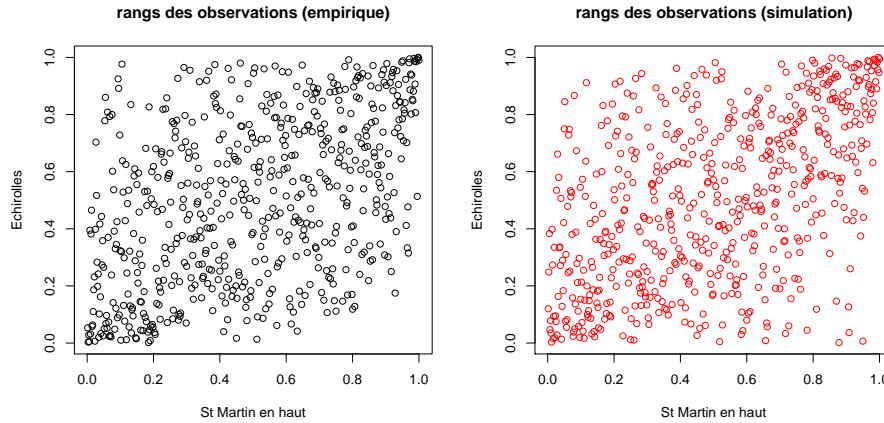 rangs des observations (empirique)
Echirolles
1.0
0.8
0.6
0.4
0.2
0.0
0.0 0.2 0.4 0.6 0.8 1.0
St Martin en haut
rangs des observations (simulation)
Echirolles
1.0
0.8
0.6
0.4
0.2
0.0
0.0 0.2 0.4 0.6 0.8 1.0
St Martin en haut